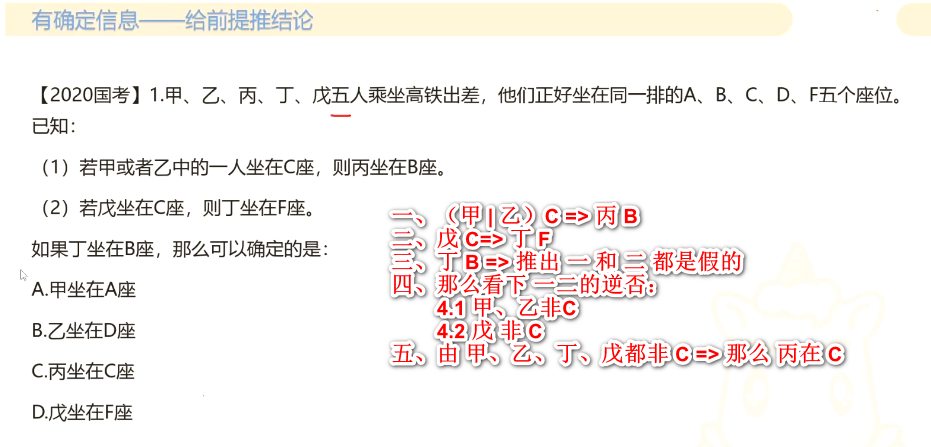 有确定信息——给前提推结论
【2020国考】1.甲、乙、丙、丁、戊五人乘坐高铁出差，他们正好坐在同一排的A、B、C、D、F五个座位。
已知：
（1）若甲或者乙中的一人坐在C座，则丙坐在B座。
（2）若戊坐在C座，则丁坐在F座。
如果丁坐在B座，那么可以确定的是：
A.甲坐在A座
B.乙坐在D座
C.丙坐在C座
D.戊坐在F座
一、（甲 | 乙）C => 丙 B
二、戊 C=> 丁 F
三、丁 B => 推出 一 和 二 都是假的
四、那么看下 一二的逆否：
4.1 甲、乙非C
4.2 戊 非 C
五、由 甲、乙、丁、戊都非 C => 那么 丙在 C